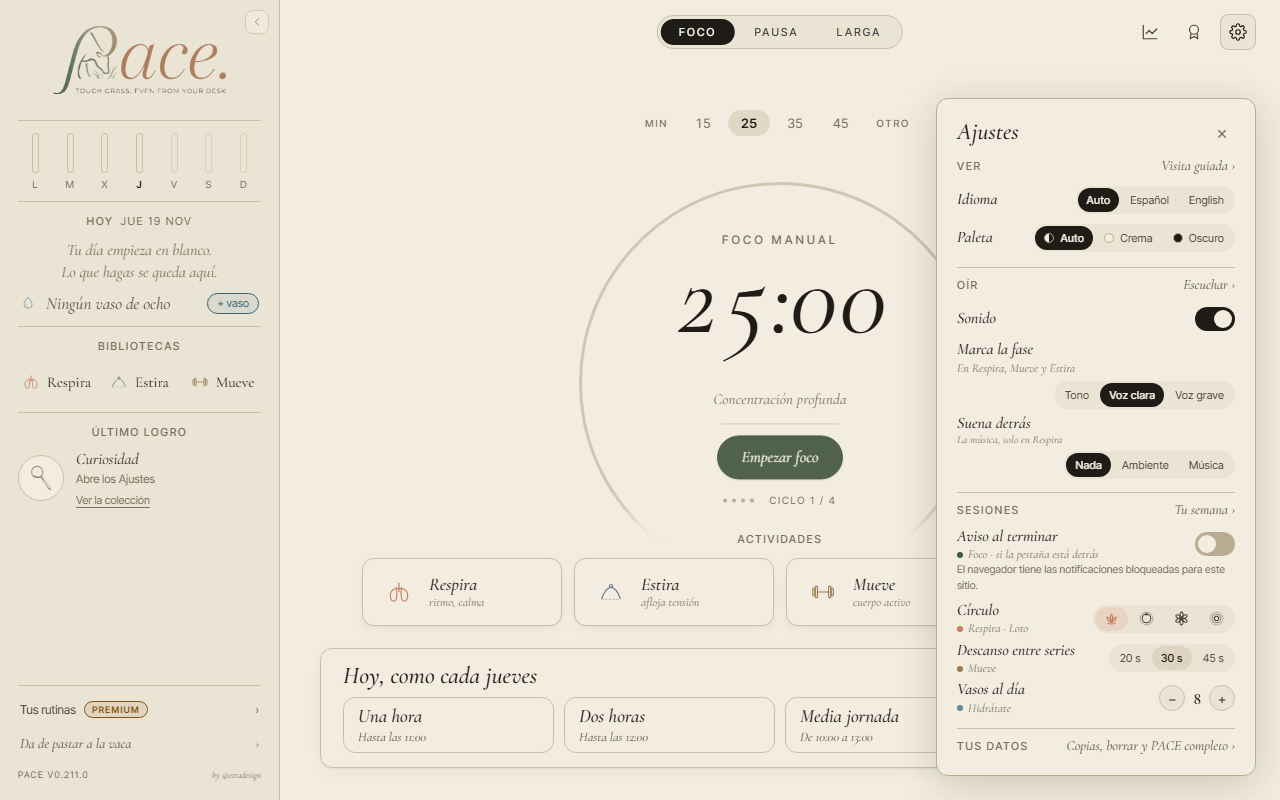 Pace.
TOUCH GRASS. EVEN FROM YOUR DESK
L M X J V S D
HOY JUE 19 NOV
Tu día empieza en blanco.
Lo que hagas se queda aquí.
Ningún vaso de ocho
+ vaso
BIBLIOTECAS
Respira
Estira
Mueve
ÚLTIMO LOGRO
Curiosidad
Abre los Ajustes
Ver la colección
Tus rutinas PREMIUM ›
Da de pastar a la vaca ›
PACE V0.211.0
by @ezradesign
FOCO PAUSA LARGA
MIN 15 25 35 45 OTRO
FOCO MANUAL
25:00
Concentración profunda
Empezar foco
CICLO 1 / 4
ACTIVIDADES
Respira
ritmo, calma
Estira
afloja tensión
Mueve
cuerpo activo
Hoy, como cada jueves
Una hora
Hasta las 11:00
Dos horas
Hasta las 12:00
Media jornada
De 10:00 a 13:00
Ajustes
×
VER
Visita guiada ›
Idioma
Auto Español English
Paleta
Auto Crema Oscuro
OÍR
Escuchar ›
Sonido
Marca la fase
En Respira, Mueve y Estira
Tono Voz clara Voz grave
Suena detrás
La música, solo en Respira
Nada Ambiente Música
SESIONES
Tu semana ›
Aviso al terminar
Foco · si la pestaña está detrás
El navegador tiene las notificaciones bloqueadas para este
sitio.
Círculo
Respira · Loto
Descanso entre series
Mueve
20 s 30 s 45 s
Vasos al día
Hidrátate
− 8 +
TUS DATOS
Copias, borrar y PACE completo ›